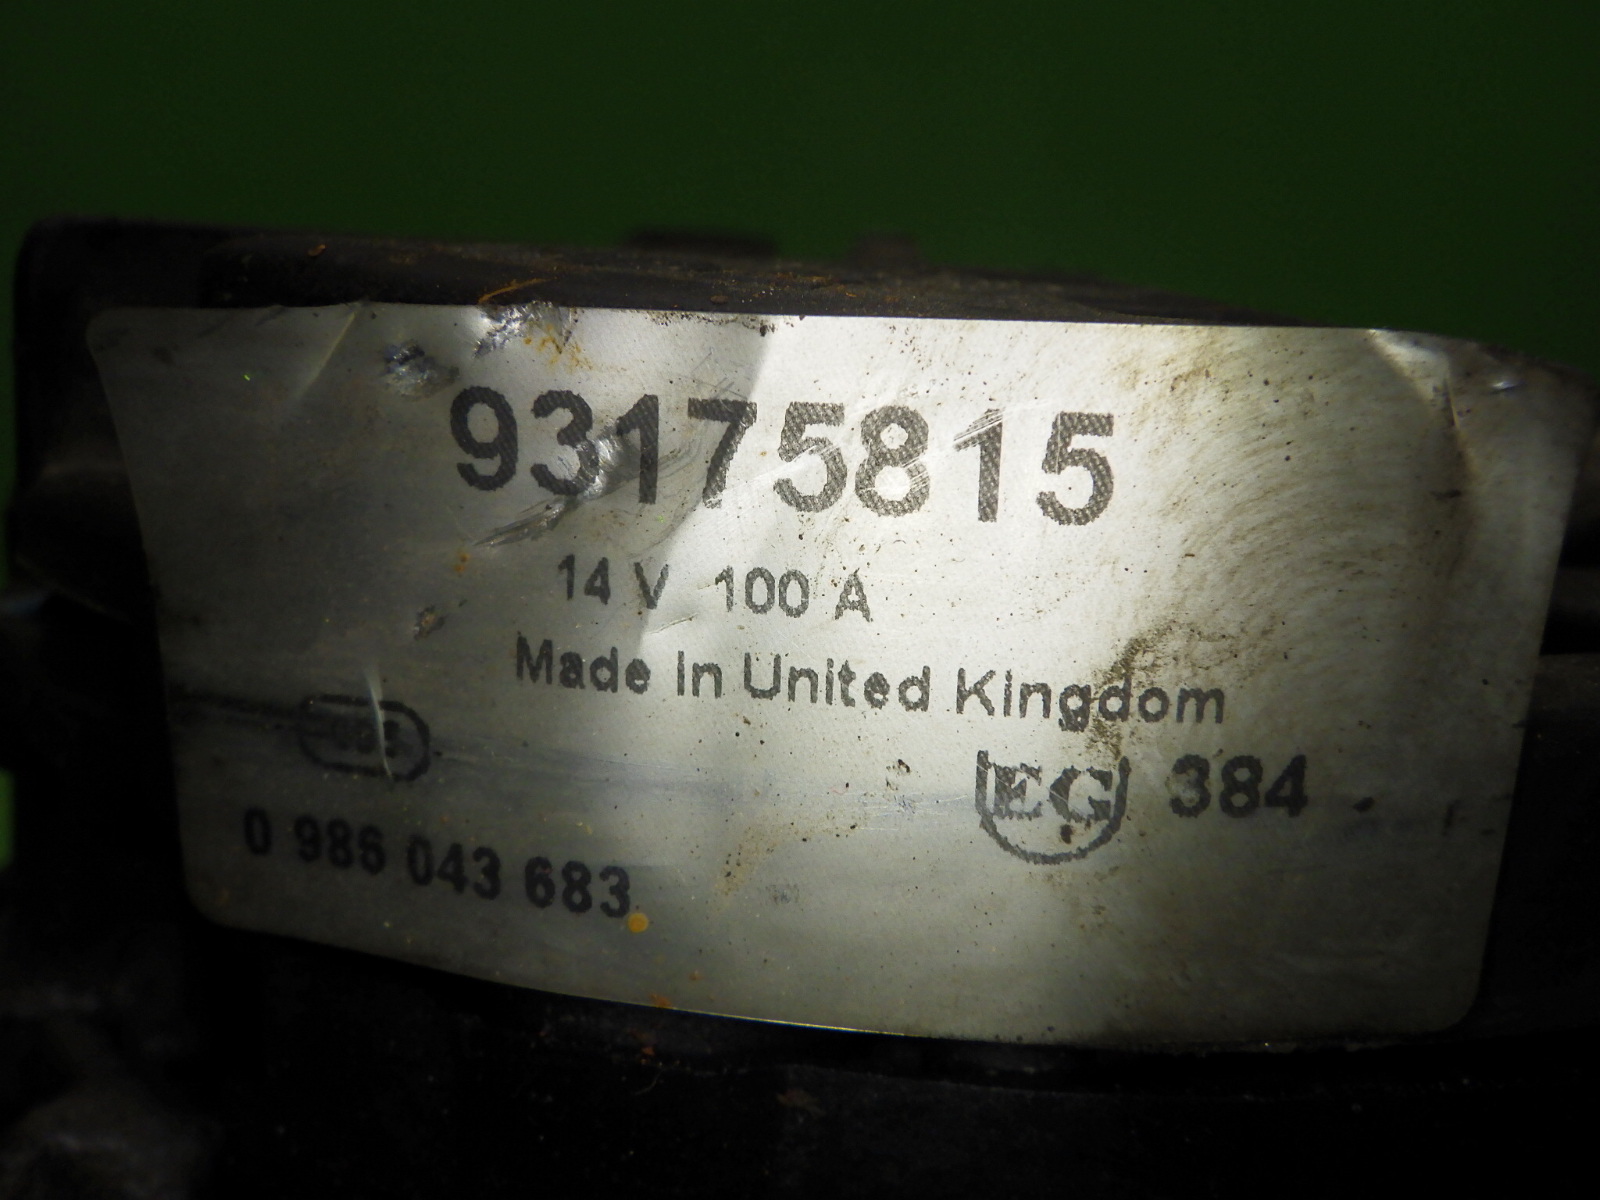 93175815
14 V 100 A
Made in United Kingdom
EG 384
0 986 043 683